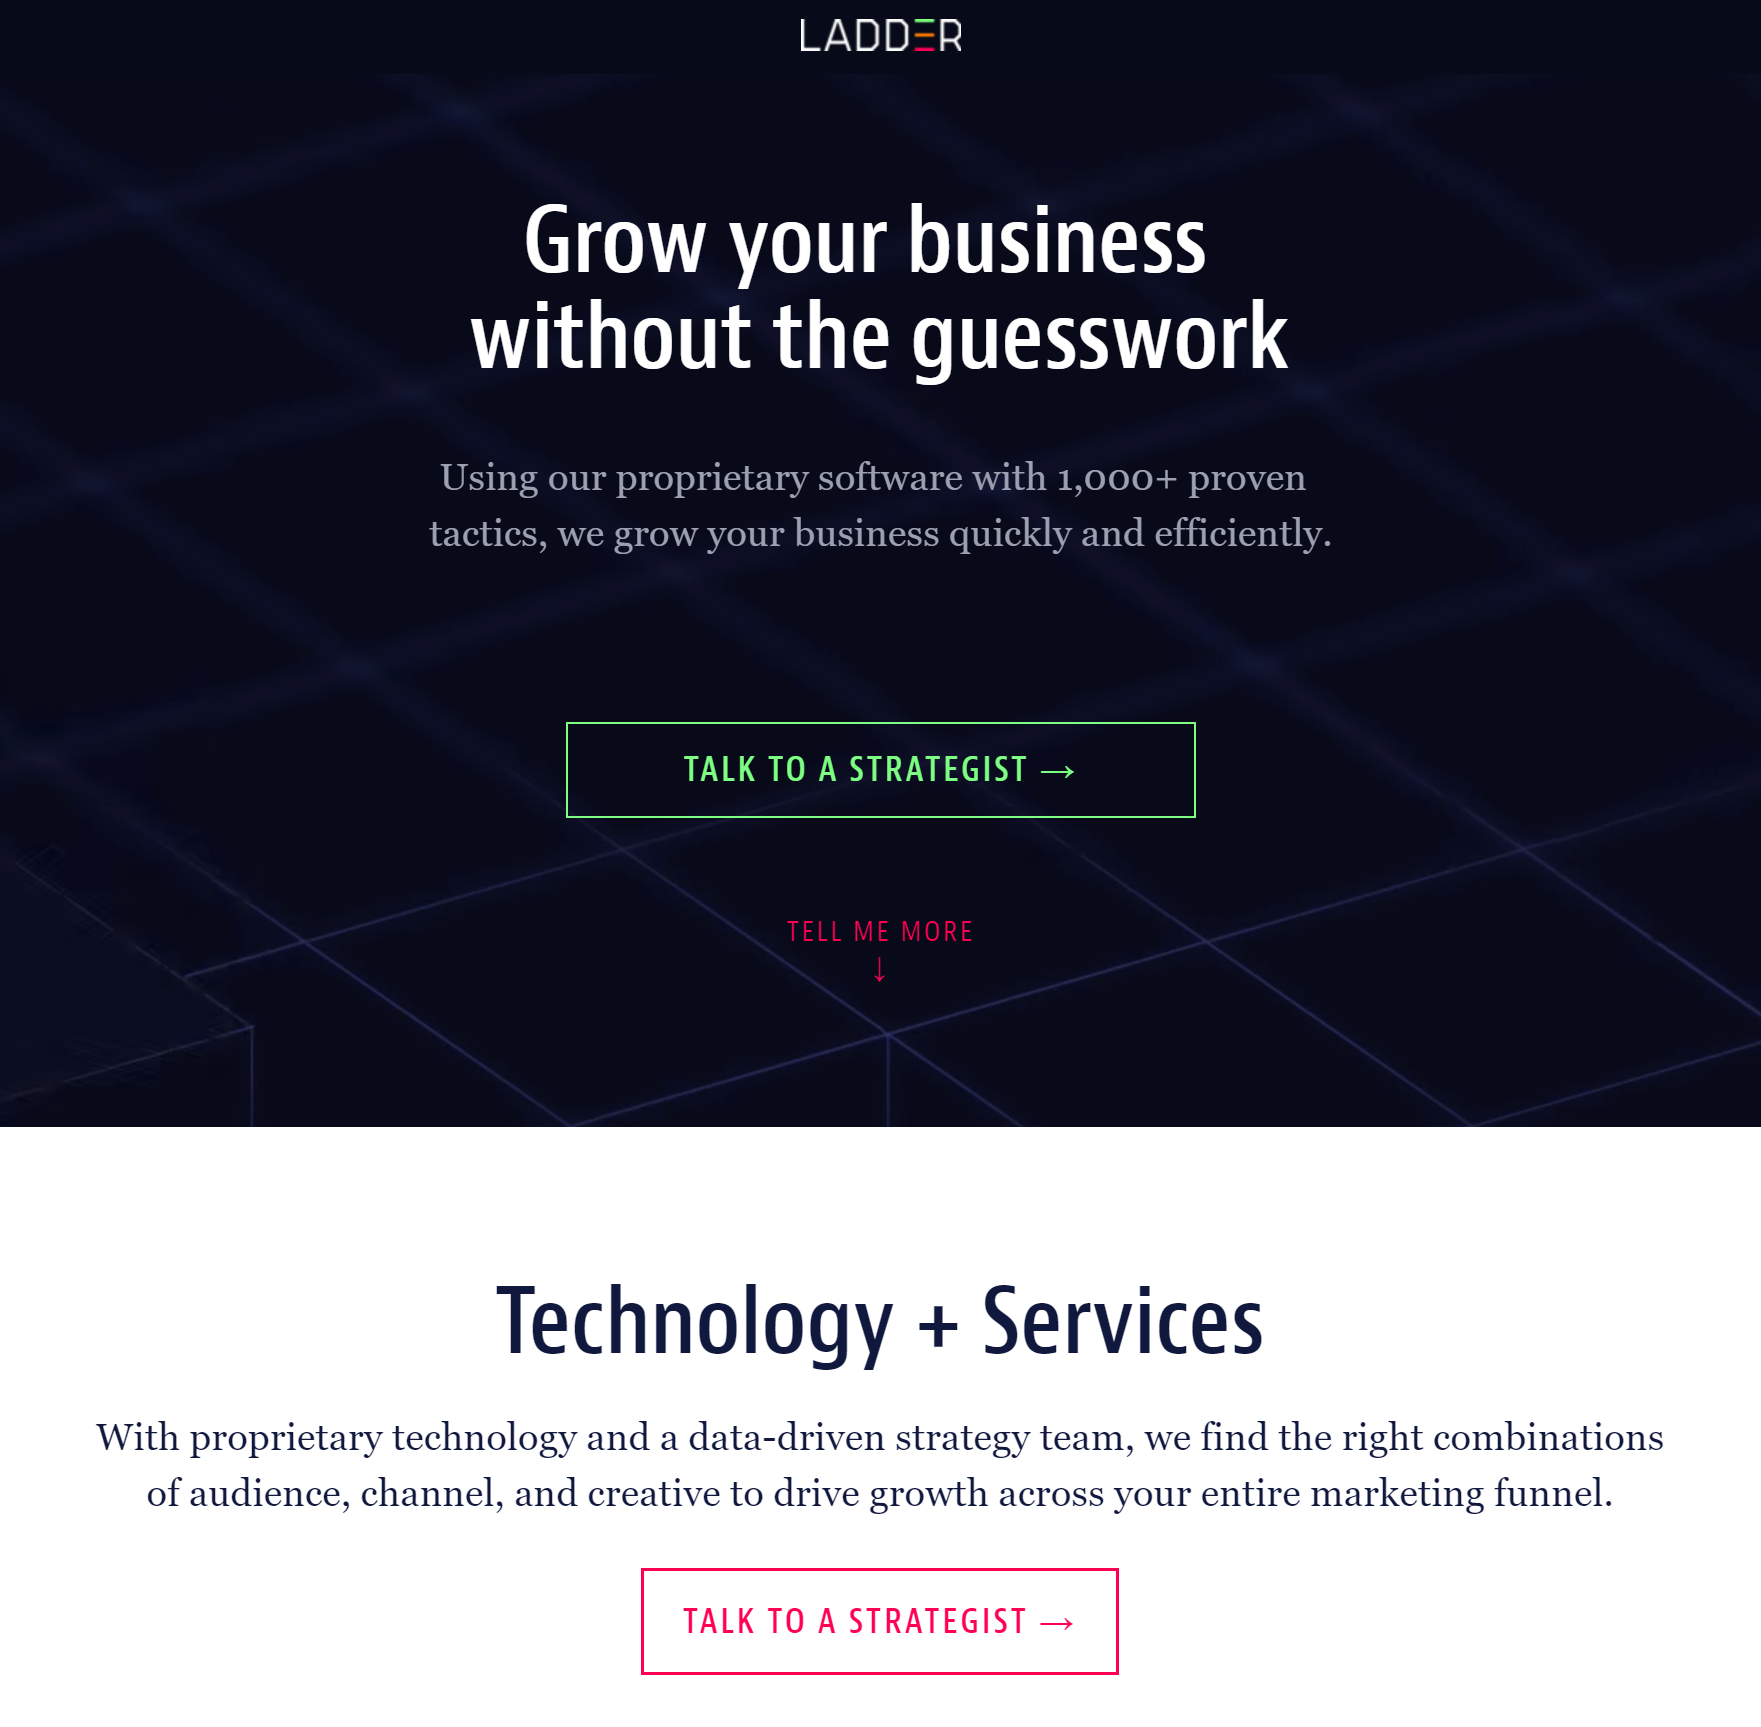 LADDER
Grow your business
without the guesswork
Using our proprietary software with 1,000+ proven
tactics, we grow your business quickly and efficiently.
TALK TO A STRATEGIST →
TELL ME MORE
↓
Technology + Services
With proprietary technology and a data-driven strategy team, we find the right combinations
of audience, channel, and creative to drive growth across your entire marketing funnel.
TALK TO A STRATEGIST →